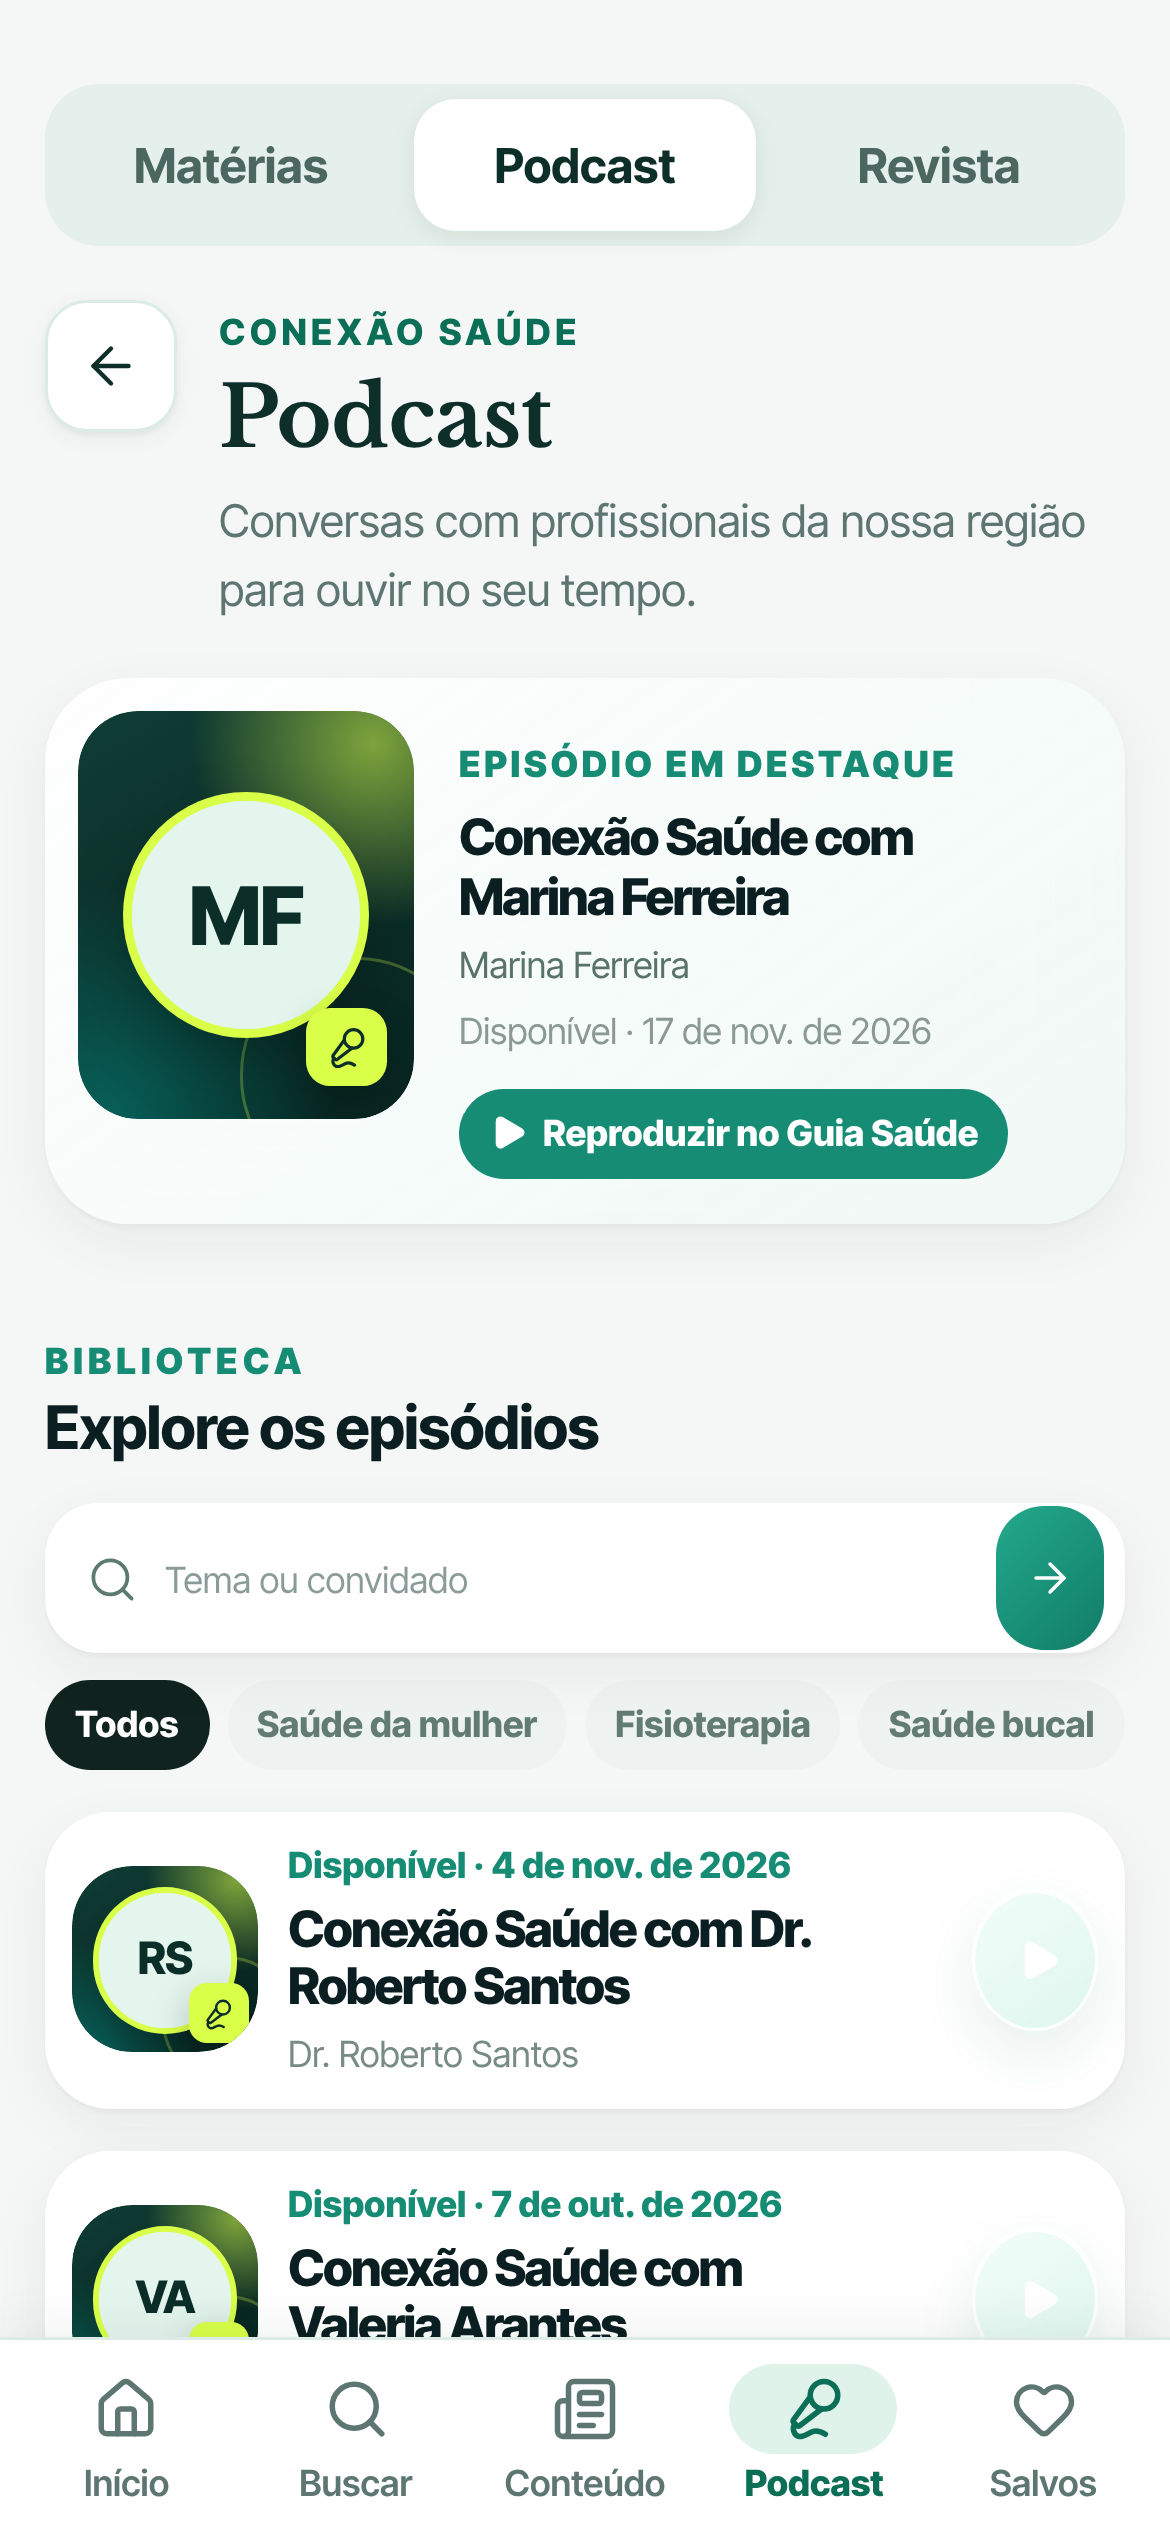 Matérias
Podcast
Revista
CONEXÃO SAÚDE
Podcast
Conversas com profissionais da nossa região
para ouvir no seu tempo.
MF
EPISÓDIO EM DESTAQUE
Conexão Saúde com
Marina Ferreira
Marina Ferreira
Disponível · 17 de nov. de 2026
Reproduzir no Guia Saúde
BIBLIOTECA
Explore os episódios
Tema ou convidado
Todos
Saúde da mulher
Fisioterapia
Saúde bucal
RS
Disponível · 4 de nov. de 2026
Conexão Saúde com Dr.
Roberto Santos
Dr. Roberto Santos
VA
Disponível · 7 de out. de 2026
Conexão Saúde com
Valeria Arantes
Início
Buscar
Conteúdo
Podcast
Salvos